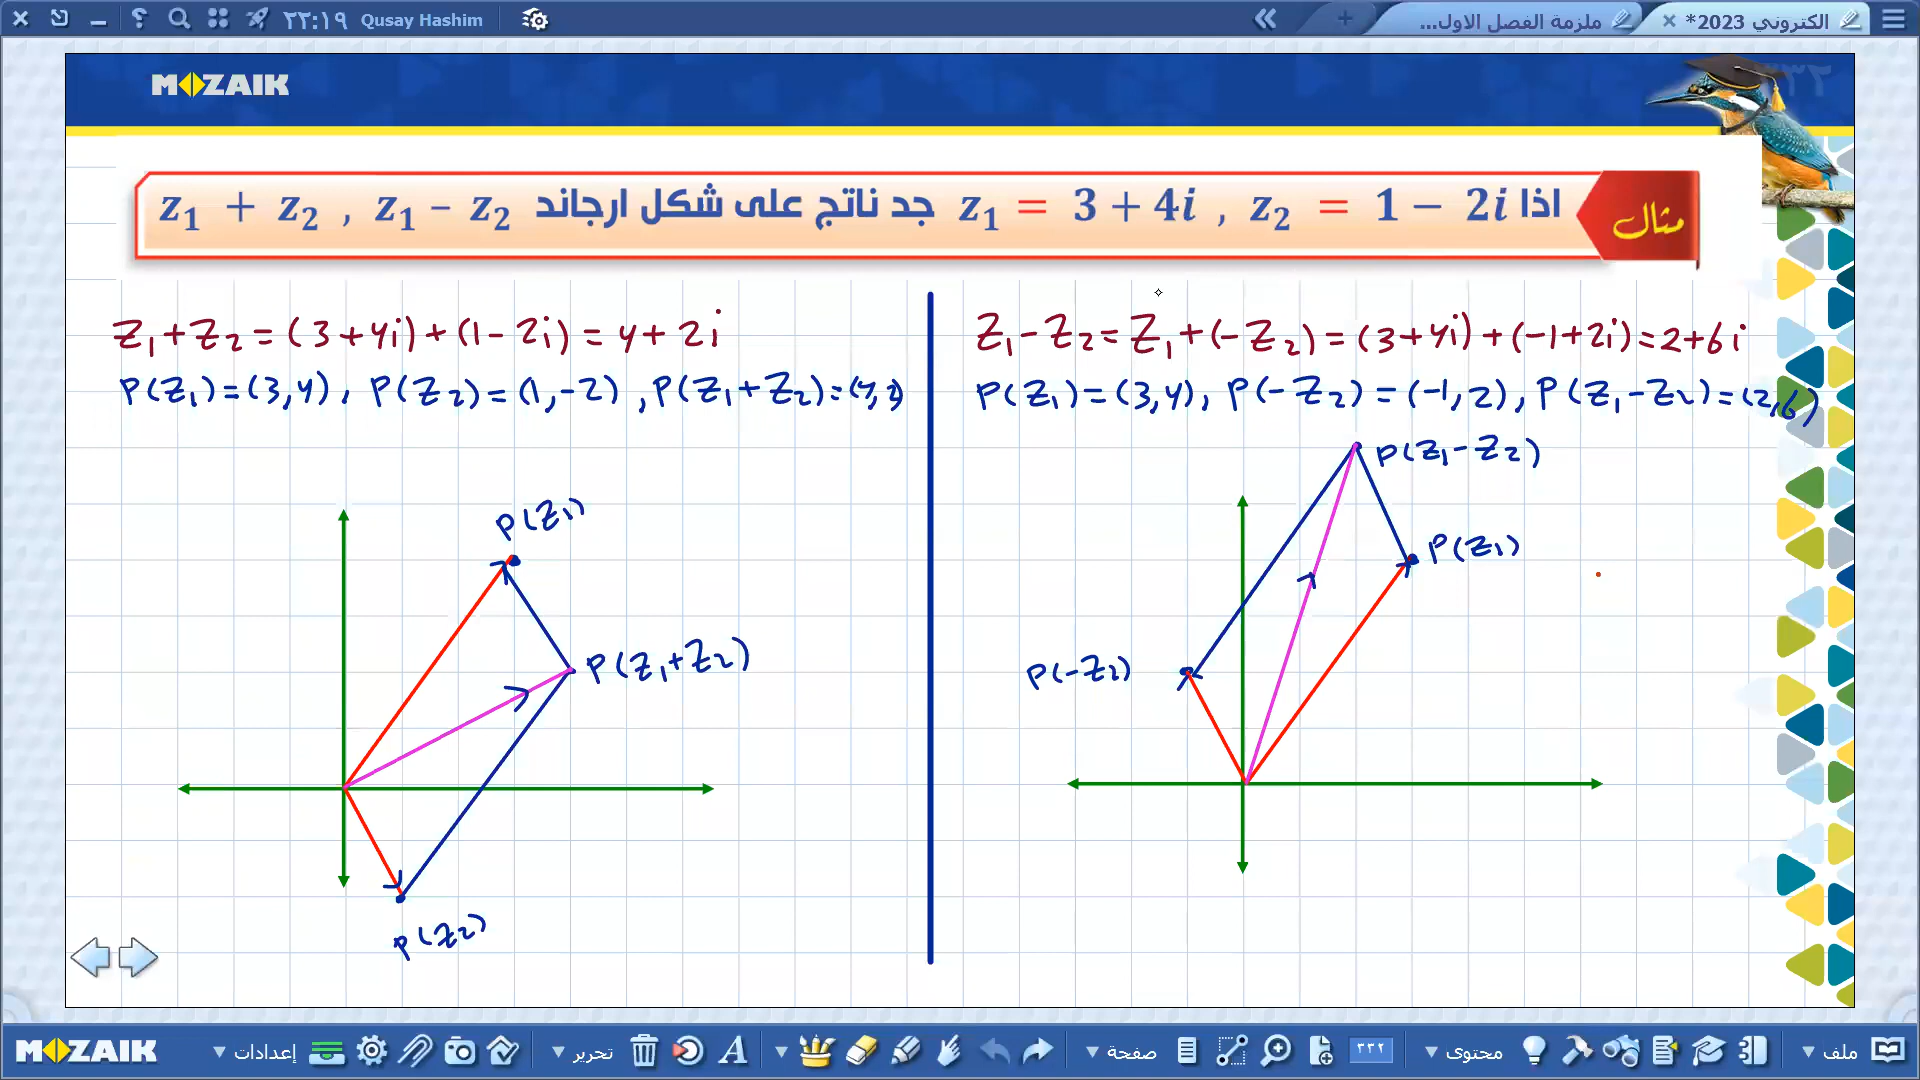 ٢٣:١٩ Qusay Hashim
ملزمة الفصل الاول...
الكتروني 2023*
MOZAIK
٣٣٢
مثال
اذا z₁ = 3 + 4i , z₂ = 1 − 2i جد ناتج على شكل ارجاند z₁ + z₂ , z₁ − z₂
Z₁+Z₂=(3+4i)+(1-2i)=4+2i
P(Z₁)=(3,4), P(Z₂)=(1,-2), P(Z₁+Z₂)=(4,2)
P(Z₁)
P(Z₁+Z₂)
P(Z₂)
Z₁-Z₂=Z₁+(-Z₂)=(3+4i)+(-1+2i)=2+6i
P(Z₁)=(3,4), P(-Z₂)=(-1,2), P(Z₁-Z₂)=(2,6)
P(Z₁-Z₂)
P(Z₁)
P(-Z₂)
MOZAIK
إعدادات
تحرير
صفحة
٣٣٢
محتوى
ملف